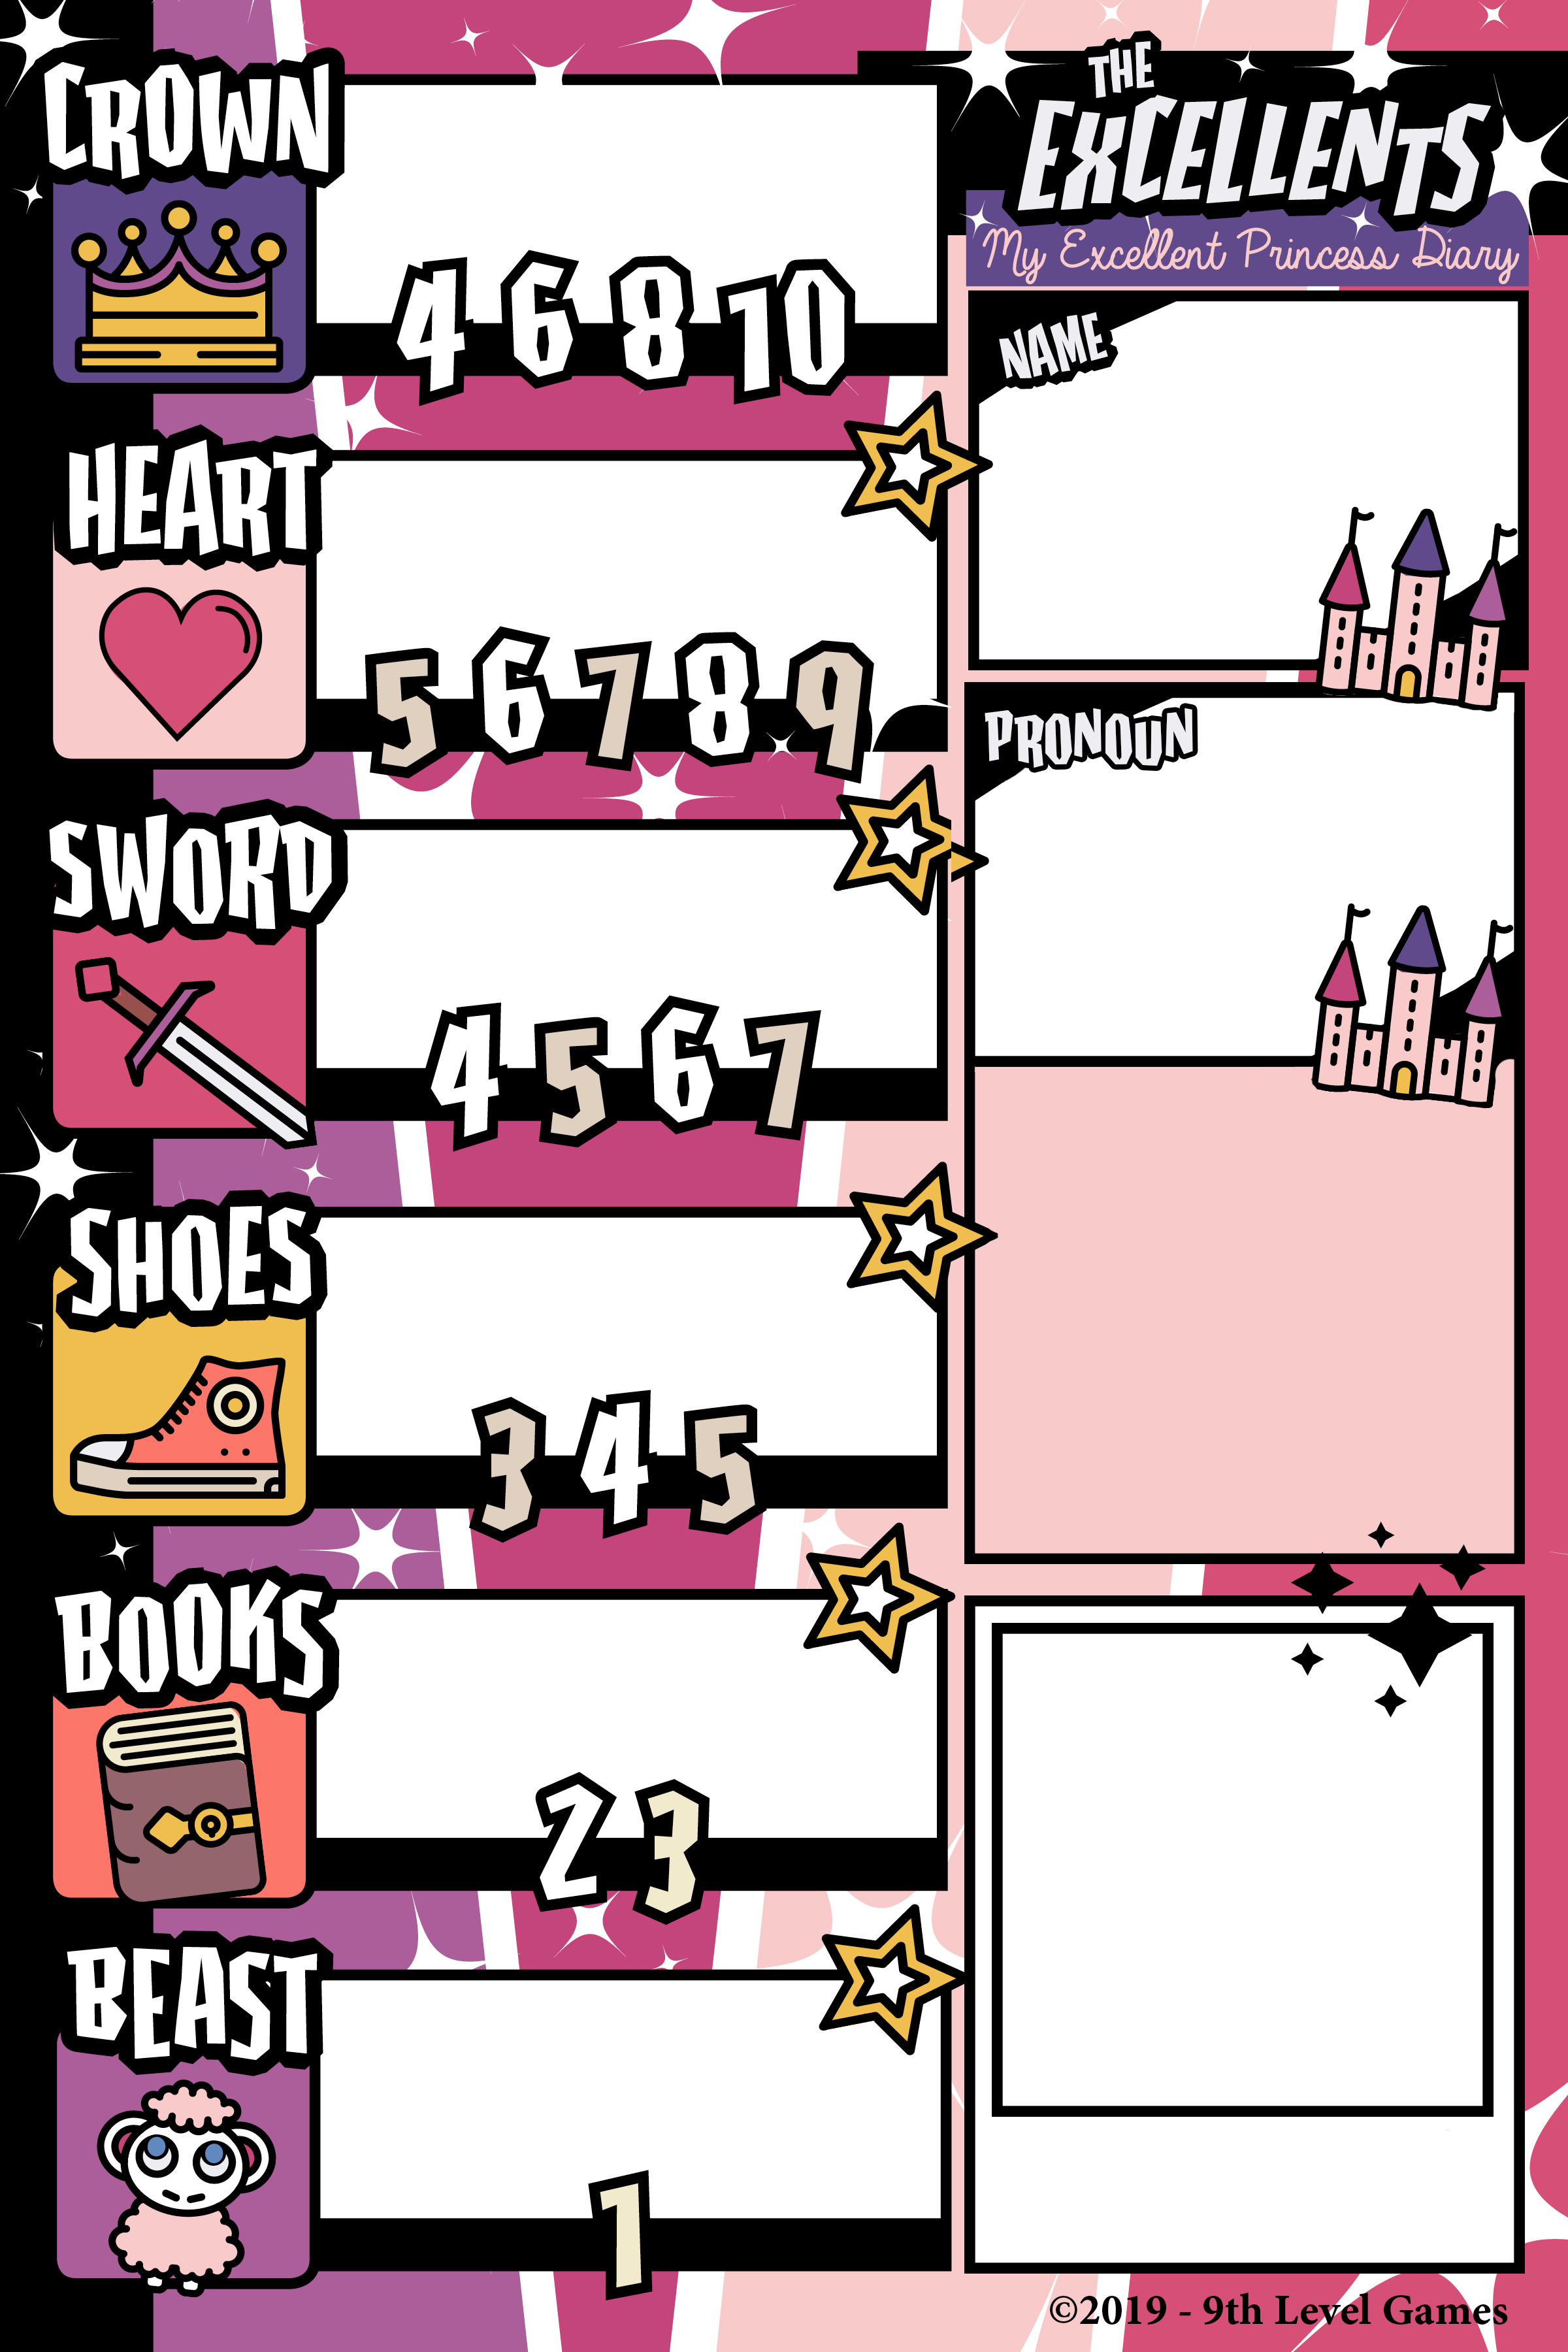 CROWN
4 6 8 10
HEART
5 6 7 8 9
SWORD
4 5 6 7
SHOES
3 4 5
BOOKS
2 3
BEAST
1
THE
EXCELLENTS
My Excellent Princess Diary
NAME
PRONOUN
©2019 - 9th Level Games